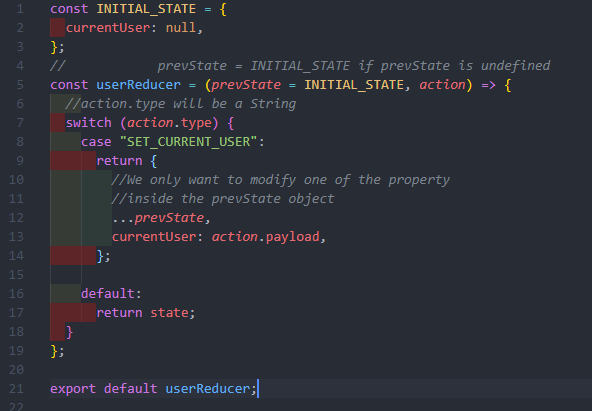 1 const INITIAL_STATE = {
2   currentUser: null,
3 };
4 //            prevState = INITIAL_STATE if prevState is undefined
5 const userReducer = (prevState = INITIAL_STATE, action) => {
6   //action.type will be a String
7   switch (action.type) {
8     case "SET_CURRENT_USER":
9       return {
10         //We only want to modify one of the property
11         //inside the prevState object
12         ...prevState,
13         currentUser: action.payload,
14       };
15
16     default:
17       return state;
18   }
19 };
20
21 export default userReducer;
22